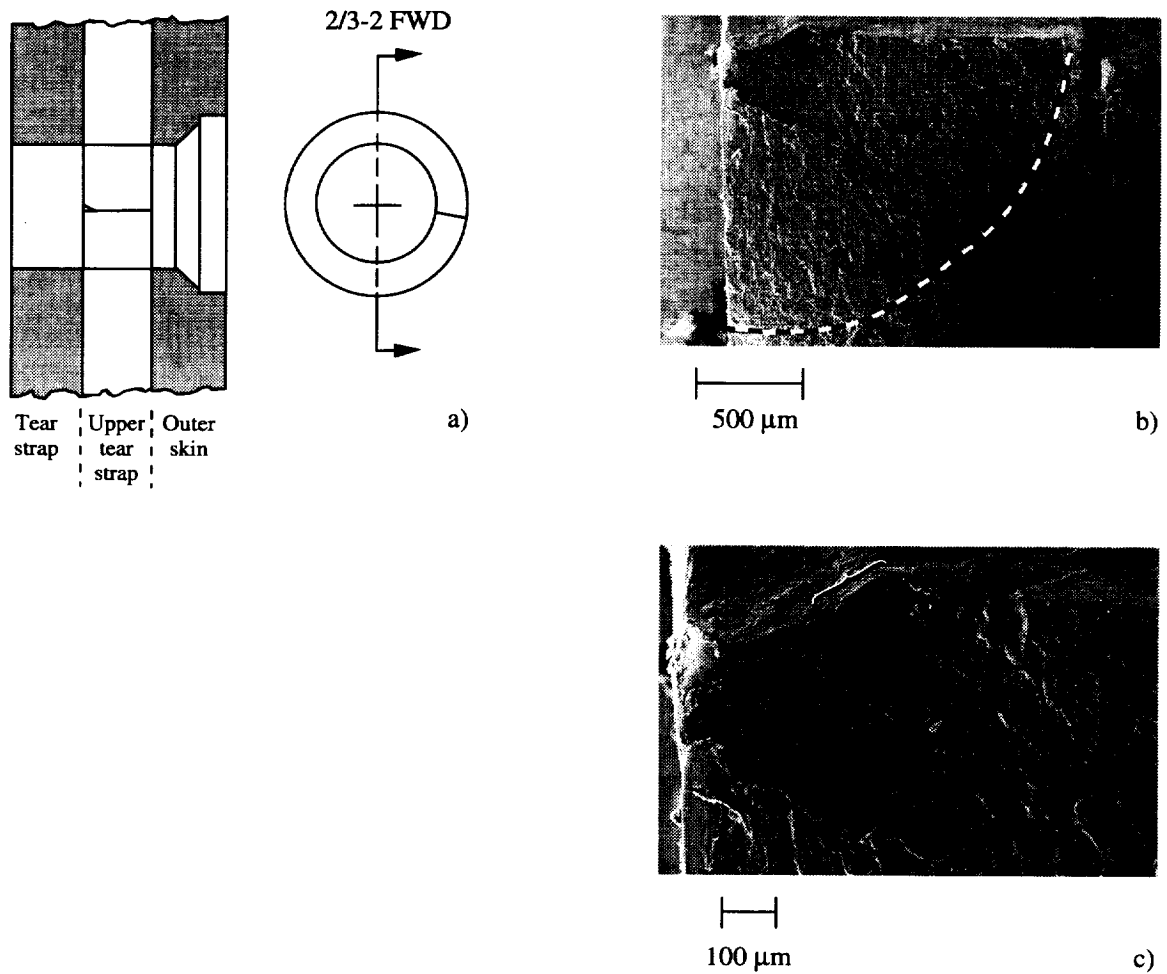 2/3-2 FWD
Tear
strap
Upper
tear
strap
Outer
skin
a)
500 µm
b)
100 µm
c)